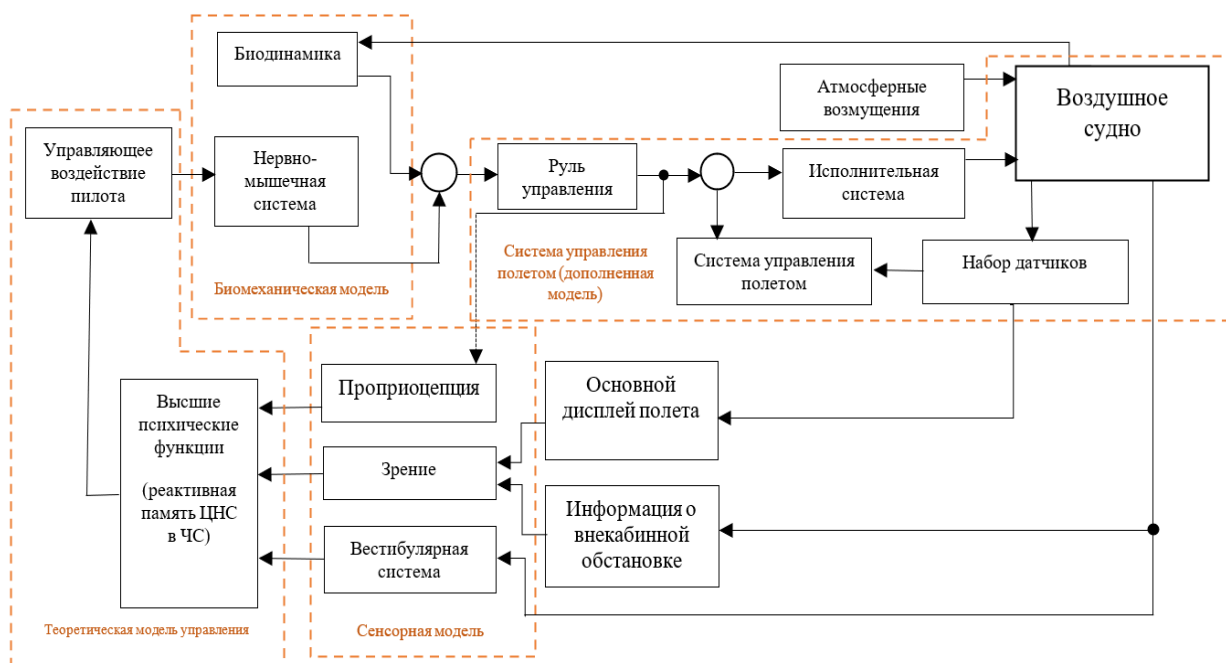 Биодинамика
Атмосферные
возмущения
Воздушное
судно
Управляющее
воздействие
пилота
Нервно-
мышечная
система
Руль
управления
Исполнительная
система
Биомеханическая модель
Система управления
полетом (дополненная
модель)
Система управления
полетом
Набор датчиков
Высшие
психические
функции
(реактивная
память ЦНС
в ЧС)
Проприоцепция
Зрение
Вестибулярная
система
Основной
дисплей полета
Информация о
внекабинной
обстановке
Теоретическая модель управления
Сенсорная модель